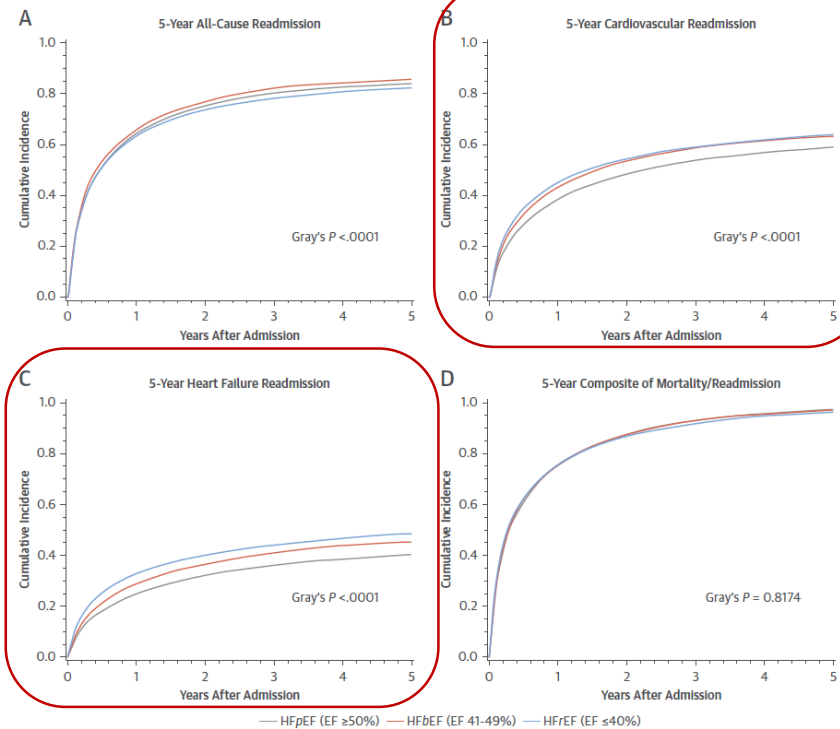 A
5-Year All-Cause Readmission
Cumulative Incidence
1.0
0.8
0.6
0.4
0.2
0.0
Gray's P <.0001
0 1 2 3 4 5
Years After Admission
B
5-Year Cardiovascular Readmission
Cumulative Incidence
1.0
0.8
0.6
0.4
0.2
0.0
Gray's P <.0001
0 1 2 3 4 5
Years After Admission
C
5-Year Heart Failure Readmission
Cumulative Incidence
1.0
0.8
0.6
0.4
0.2
0.0
Gray's P <.0001
0 1 2 3 4 5
Years After Admission
D
5-Year Composite of Mortality/Readmission
Cumulative Incidence
1.0
0.8
0.6
0.4
0.2
0.0
Gray's P = 0.8174
0 1 2 3 4 5
Years After Admission
HFpEF (EF ≥50%) HFbEF (EF 41-49%) HFrEF (EF ≤40%)